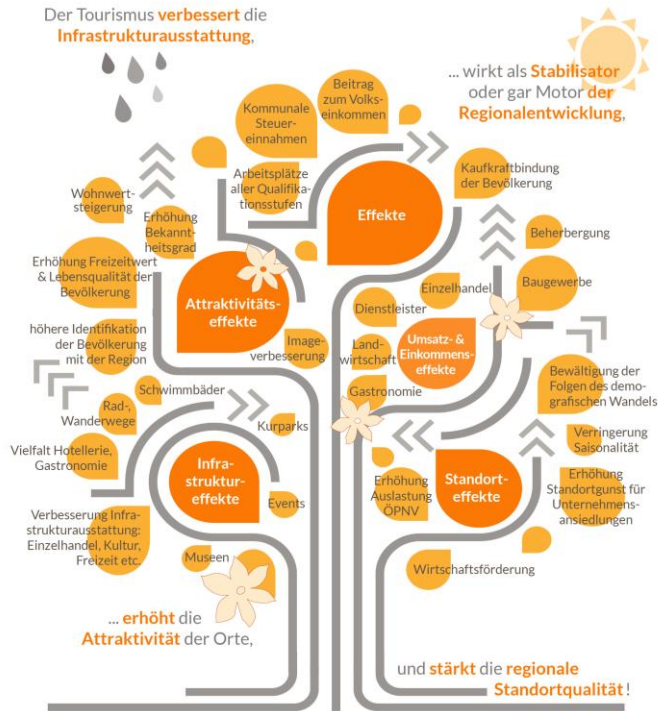 Der Tourismus verbessert die
Infrastrukturausstattung,
... wirkt als Stabilisator
oder gar Motor der
Regionalentwicklung,
Beitrag
zum Volks-
einkommen
Kommunale
Steuer-
einnahmen
Arbeitsplätze
aller Qualifika-
tionsstufen
Effekte
Kaufkraftbindung
der Bevölkerung
Wohnwert-
steigerung
Erhöhung
Bekannt-
heitsgrad
Erhöhung Freizeitwert
& Lebensqualität der
Bevölkerung
Attraktivitäts-
effekte
höhere Identifikation
der Bevölkerung
mit der Region
Image-
verbesserung
Beherbergung
Baugewerbe
Einzelhandel
Dienstleister
Land-
wirtschaft
Umsatz- &
Einkommens-
effekte
Gastronomie
Schwimmbäder
Rad-,
Wanderwege
Kurparks
Vielfalt Hotellerie,
Gastronomie
Infra-
struktur-
effekte
Events
Verbesserung Infra-
strukturausstattung:
Einzelhandel, Kultur,
Freizeit etc.
Museen
Bewältigung der
Folgen des demo-
grafischen Wandels
Verringerung
Saisonalität
Erhöhung
Auslastung
ÖPNV
Standort-
effekte
Erhöhung
Standortgunst für
Unternehmens-
ansiedlungen
Wirtschaftsförderung
... erhöht die
Attraktivität der Orte,
und stärkt die regionale
Standortqualität!